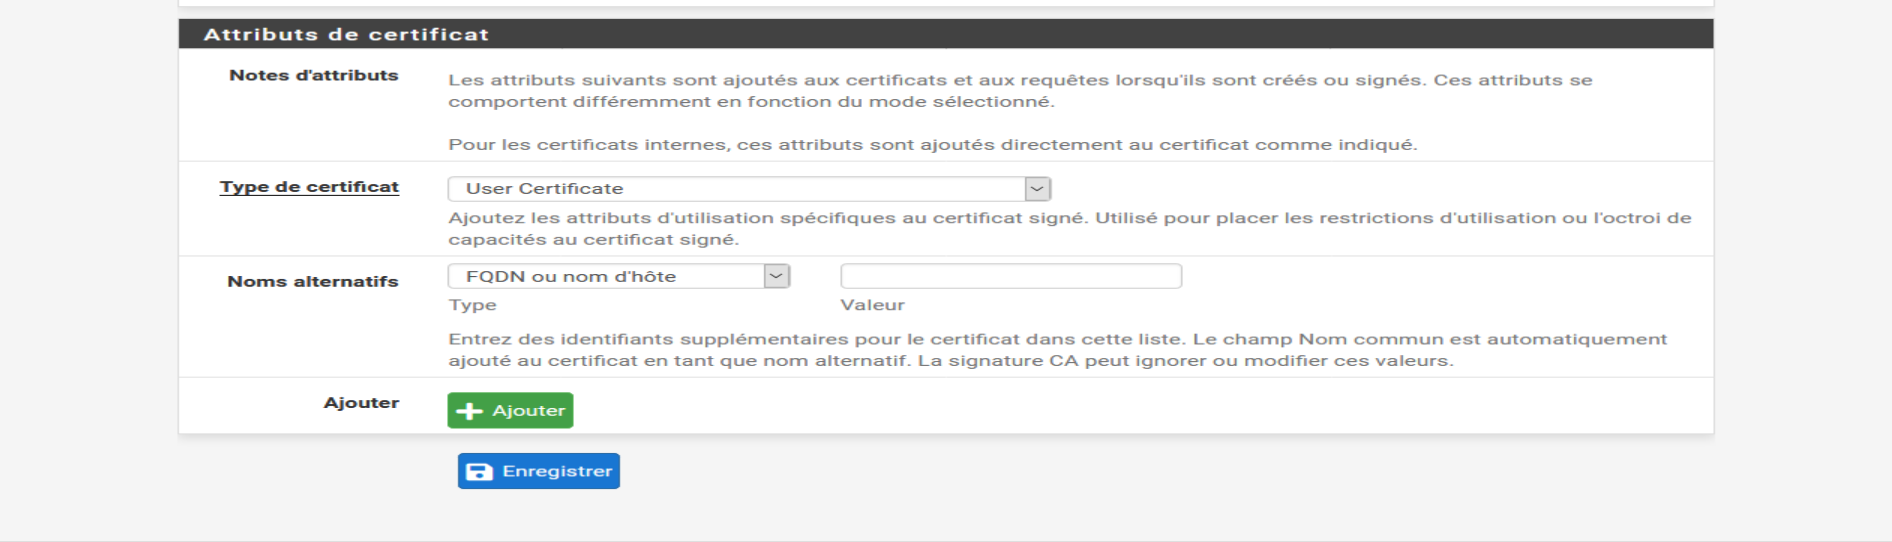 Attributs de certificat
Notes d'attributs
Les attributs suivants sont ajoutés aux certificats et aux requêtes lorsqu'ils sont créés ou signés. Ces attributs se
comportent différemment en fonction du mode sélectionné.
Pour les certificats internes, ces attributs sont ajoutés directement au certificat comme indiqué.
Type de certificat
User Certificate
Ajoutez les attributs d'utilisation spécifiques au certificat signé. Utilisé pour placer les restrictions d'utilisation ou l'octroi de
capacités au certificat signé.
Noms alternatifs
FQDN ou nom d'hôte
Type
Valeur
Entrez des identifiants supplémentaires pour le certificat dans cette liste. Le champ Nom commun est automatiquement
ajouté au certificat en tant que nom alternatif. La signature CA peut ignorer ou modifier ces valeurs.
Ajouter
Ajouter
Enregistrer